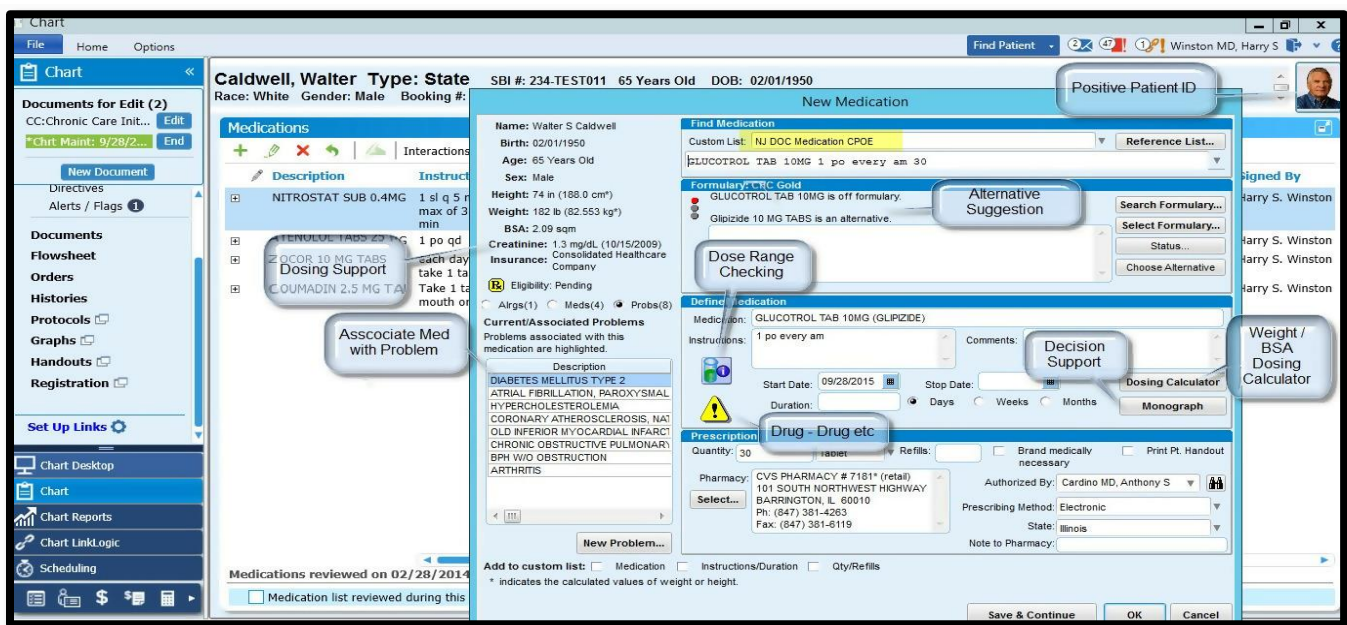 Chart
File Home Options
Find Patient 2 47 1 Winston MD, Harry S
Chart «
Documents for Edit (2)
CC:Chronic Care Init... Edit
*Chrt Maint: 9/28/2... End
New Document
Directives
Alerts / Flags 1
Documents
Flowsheet
Orders
Histories
Protocols
Graphs
Handouts
Registration
Set Up Links
Chart Desktop
Chart
Chart Reports
Chart LinkLogic
Scheduling
Caldwell, Walter Type: State SBI #: 234-TEST011 65 Years Old DOB: 02/01/1950
Race: White Gender: Male Booking #:
Positive Patient ID
Medications
Interactions
Description Instruct
NITROSTAT SUB 0.4MG 1 sl q 5 m
max of 3
min
ATENOLOL TABS 25 MG 1 po qd
ZOCOR 10 MG TABS each day
take 1 ta
COUMADIN 2.5 MG TA Take 1 ta
mouth or
Signed By
Harry S. Winston
Harry S. Winston
Harry S. Winston
Harry S. Winston
Dosing Support
Asscociate Med
with Problem
Medications reviewed on 02/28/2014
Medication list reviewed during this
New Medication
Name: Walter S Caldwell
Birth: 02/01/1950
Age: 65 Years Old
Sex: Male
Height: 74 in (188.0 cm*)
Weight: 182 lb (82.553 kg*)
BSA: 2.09 sqm
Creatinine: 1.3 mg/dL (10/15/2009)
Insurance: Consolidated Healthcare
Company
Eligibility: Pending
Alrgs(1) Meds(4) Probs(8)
Current/Associated Problems
Problems associated with this
medication are highlighted.
Description
DIABETES MELLITUS TYPE 2
ATRIAL FIBRILLATION, PAROXYSMAL
HYPERCHOLESTEROLEMIA
CORONARY ATHEROSCLEROSIS, NAT
OLD INFERIOR MYOCARDIAL INFARCT
CHRONIC OBSTRUCTIVE PULMONARY
BPH W/O OBSTRUCTION
ARTHRITIS
New Problem...
Find Medication
Custom List: NJ DOC Medication CPOE Reference List...
GLUCOTROL TAB 10MG 1 po every am 30
Formulary: CRC Gold
GLUCOTROL TAB 10MG is off formulary.
Glipizide 10 MG TABS is an alternative.
Alternative
Suggestion
Search Formulary...
Select Formulary...
Status...
Choose Alternative
Dose Range
Checking
Define Medication
Medication: GLUCOTROL TAB 10MG (GLIPIZIDE)
Instructions: 1 po every am Comments:
Decision
Support
Weight /
BSA
Dosing
Calculator
Start Date: 09/28/2015 Stop Date: Dosing Calculator
Duration: Days Weeks Months Monograph
Drug - Drug etc
Prescription
Quantity: 30 Tablet Refills: Brand medically
necessary Print Pt. Handout
Pharmacy: CVS PHARMACY # 7181* (retail)
101 SOUTH NORTHWEST HIGHWAY
BARRINGTON, IL 60010
Ph: (847) 381-4263
Fax: (847) 381-6119
Select...
Authorized By: Cardino MD, Anthony S
Prescribing Method: Electronic
State: Illinois
Note to Pharmacy:
Add to custom list: Medication Instructions/Duration Qty/Refills
* indicates the calculated values of weight or height.
Save & Continue OK Cancel